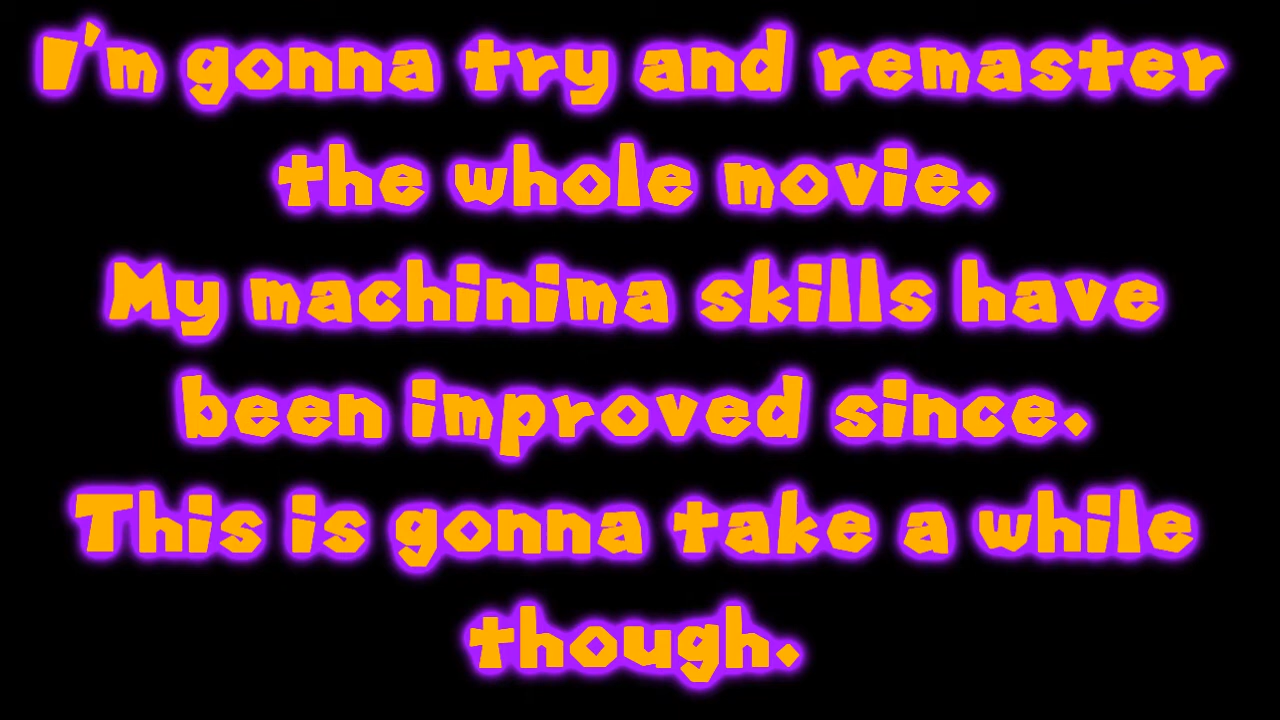 I'm gonna try and remaster
the whole movie.
My machinima skills have
been improved since.
This is gonna take a while
though.